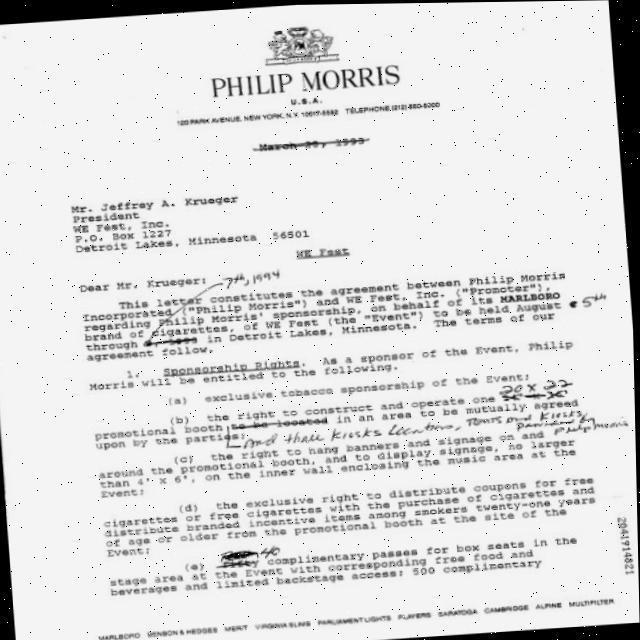 PHILIP MORRIS
U.S.A.
120 PARK AVENUE, NEW YORK, N.Y. 10017-5592 TELEPHONE (212) 880-5000
March 1993
Mr. Jeffrey A. Krueger
President
WE Fest, Inc.
P.O. Box 1227
Detroit Lakes, Minnesota 56501
WE Fest
Dear Mr. Krueger: 7th, 1994
This letter constitutes the agreement between Philip Morris
Incorporated ("Philip Morris") and WE Fest, Inc. ("Promoter"),
regarding Philip Morris' sponsorship, on behalf of its MARLBORO
brand of cigarettes, of WE Fest (the "Event") to be held August 5th
through in Detroit Lakes, Minnesota. The terms of our
agreement follow.
1. Sponsorship Rights. As a sponsor of the Event, Philip
Morris will be entitled to the following.
(a) exclusive tobacco sponsorship of the Event;
20 x 22
(b) the right to construct and operate one
promotional booth to be located in an area to be mutually agreed
upon by the parties; and three Kiosks locations, Tents and Kiosks provided by Philip Morris
(c) the right to hang banners and signage on and
around the promotional booth, and to display signage, no larger
than 4' x 6', on the inner wall enclosing the music area at the
Event;
(d) the exclusive right to distribute coupons for free
cigarettes or free cigarettes with the purchase of cigarettes and
distribute branded incentive items among smokers twenty-one years
of age or older from the promotional booth at the site of the
Event;
(e) 40 complimentary passes for box seats in the
stage area at the Event with corresponding free food and
beverages and limited backstage access; 500 complimentary
MARLBORO BENSON & HEDGES MERIT VIRGINIA SLIMS PARLIAMENT LIGHTS PLAYERS SARATOGA CAMBRIDGE ALPINE MULTIFILTER
2041914821